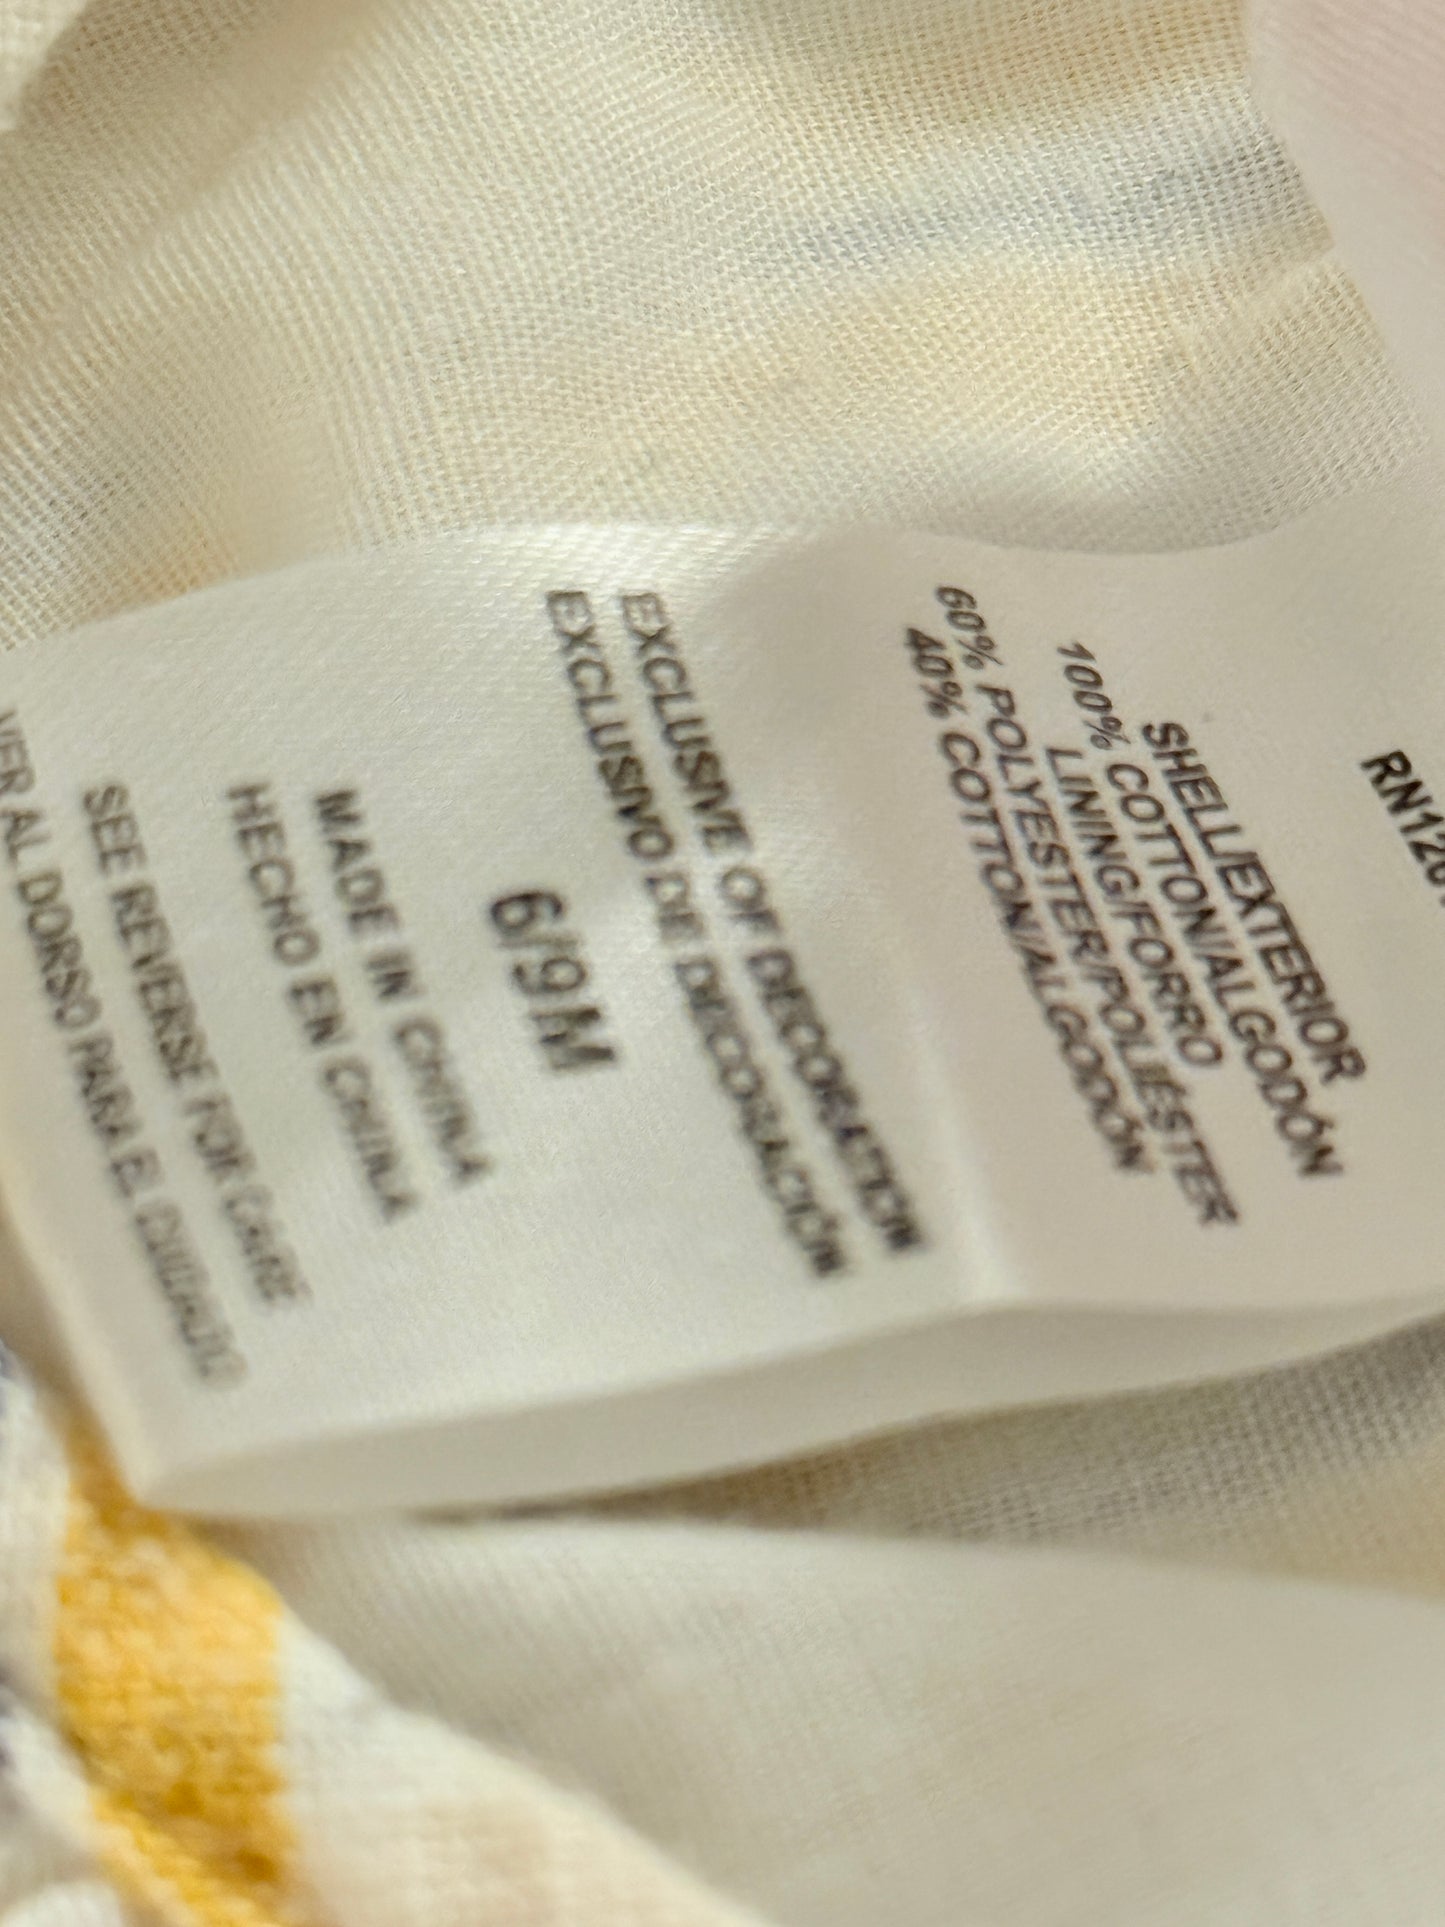 RN126
SHELL/EXTERIOR
100% COTTON/ALGODÓN
LINING/FORRO
60% POLYESTER/POLIÉSTER
40% COTTON/ALGODÓN
EXCLUSIVE OF DECORATION
EXCLUSIVO DE DECORACIÓN
6/9M
MADE IN CHINA
HECHO EN CHINA
SEE REVERSE FOR CARE
VER AL DORSO PARA EL CUIDADO